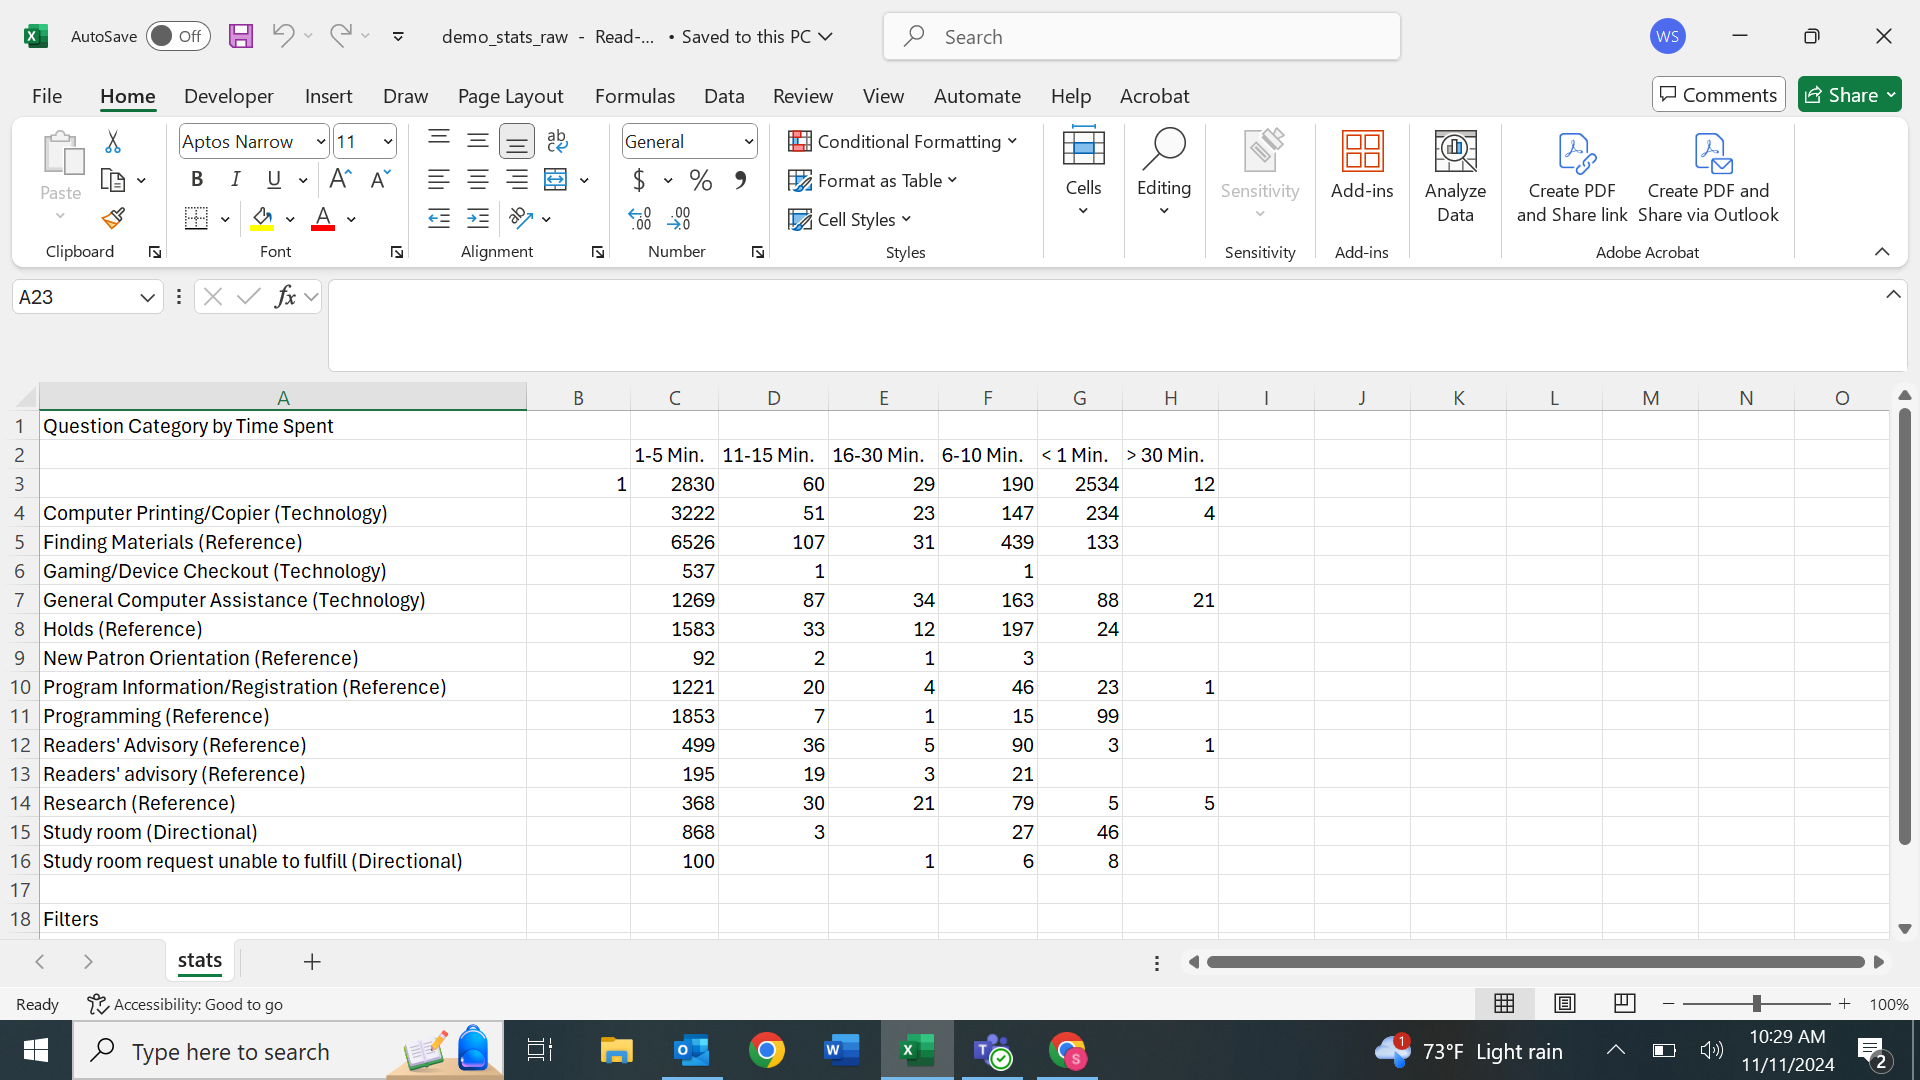 AutoSave Off demo_stats_raw - Read-... • Saved to this PC Search WS
File Home Developer Insert Draw Page Layout Formulas Data Review View Automate Help Acrobat Comments Share
Paste Clipboard
Aptos Narrow 11 B I U A A A Font
ab c Alignment
General $ % 9 .00 .00 Number
Conditional Formatting
Format as Table
Cell Styles
Styles
Cells
Editing
Sensitivity
Sensitivity
Add-ins
Add-ins
Analyze Data
Create PDF and Share link
Create PDF and Share via Outlook
Adobe Acrobat
A23 fx
A B C D E F G H I J K L M N O
1 Question Category by Time Spent
2 1-5 Min. 11-15 Min. 16-30 Min. 6-10 Min. < 1 Min. > 30 Min.
3 1 2830 60 29 190 2534 12
4 Computer Printing/Copier (Technology) 3222 51 23 147 234 4
5 Finding Materials (Reference) 6526 107 31 439 133
6 Gaming/Device Checkout (Technology) 537 1 1
7 General Computer Assistance (Technology) 1269 87 34 163 88 21
8 Holds (Reference) 1583 33 12 197 24
9 New Patron Orientation (Reference) 92 2 1 3
10 Program Information/Registration (Reference) 1221 20 4 46 23 1
11 Programming (Reference) 1853 7 1 15 99
12 Readers' Advisory (Reference) 499 36 5 90 3 1
13 Readers' advisory (Reference) 195 19 3 21
14 Research (Reference) 368 30 21 79 5 5
15 Study room (Directional) 868 3 27 46
16 Study room request unable to fulfill (Directional) 100 1 6 8
17
18 Filters
stats
Ready Accessibility: Good to go 100%
Type here to search 1 73°F Light rain 10:29 AM
11/11/2024 2